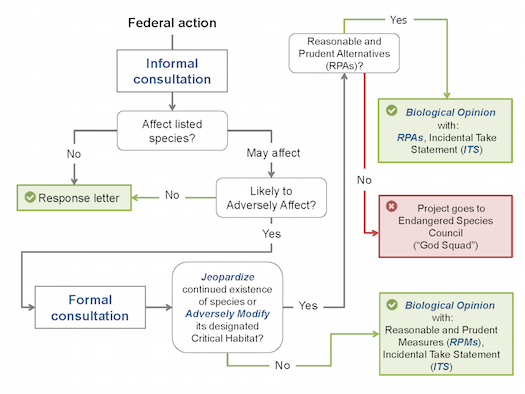 Federal action
Informal
consultation
Affect listed
species?
No
May affect
Response letter
No
Likely to
Adversely Affect?
Yes
Formal
consultation
Jeopardize
continued existence
of species or
Adversely Modify
its designated
Critical Habitat?
Yes
No
Reasonable and
Prudent Alternatives
(RPAs)?
Yes
No
Biological Opinion
with:
RPAs, Incidental Take
Statement (ITS)
Project goes to
Endangered Species
Council
("God Squad")
Biological Opinion
with:
Reasonable and Prudent
Measures (RPMs),
Incidental Take Statement
(ITS)